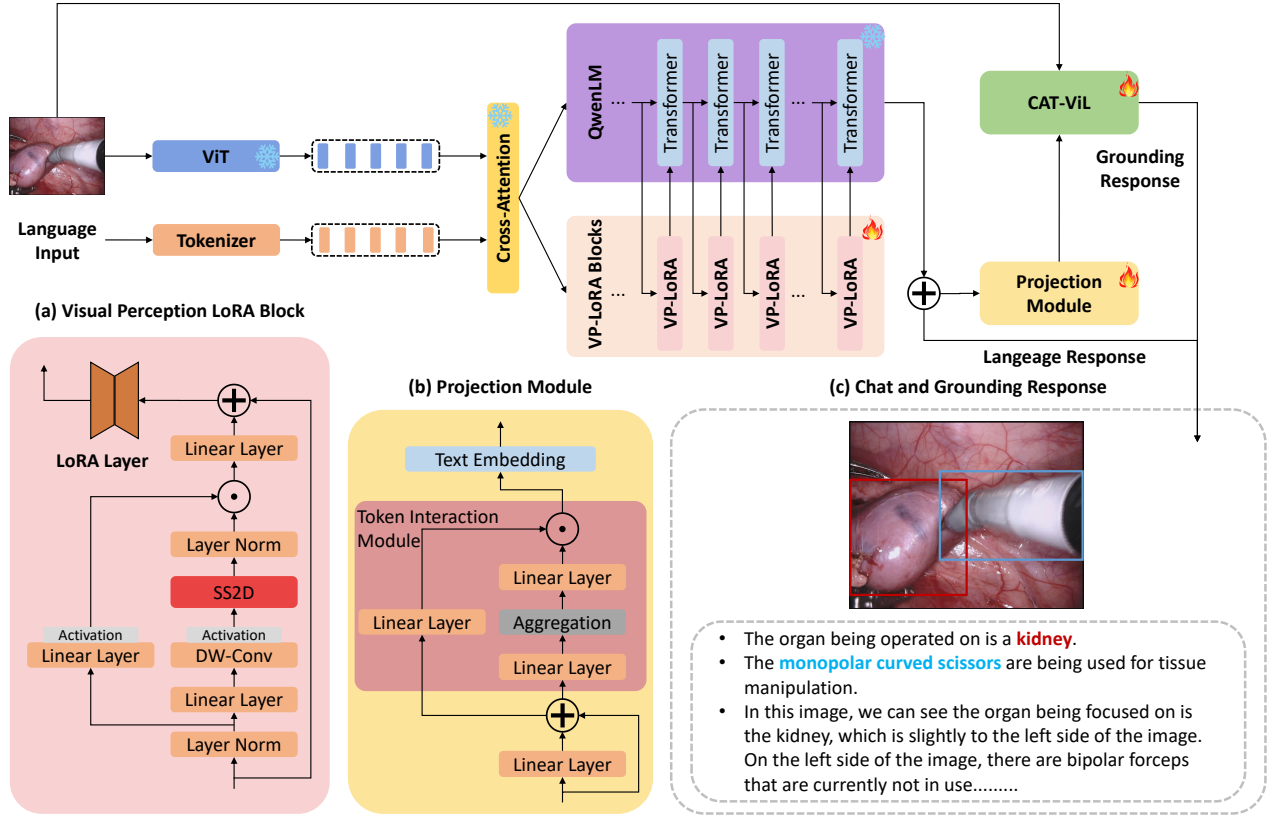 ViT
Language
Input
Tokenizer
Cross-Attention
QwenLM
...
Transformer
Transformer
Transformer
...
Transformer
VP-LoRA Blocks
...
VP-LoRA
VP-LoRA
VP-LoRA
...
VP-LoRA
CAT-ViL
Grounding
Response
Projection
Module
Langeage Response
(a) Visual Perception LoRA Block
LoRA Layer
Linear Layer
Layer Norm
SS2D
Activation
Linear Layer
Activation
DW-Conv
Linear Layer
Layer Norm
(b) Projection Module
Text Embedding
Token Interaction
Module
Linear Layer
Linear Layer
Aggregation
Linear Layer
Linear Layer
(c) Chat and Grounding Response
• The organ being operated on is a kidney.
• The monopolar curved scissors are being used for tissue
manipulation.
• In this image, we can see the organ being focused on is
the kidney, which is slightly to the left side of the image.
On the left side of the image, there are bipolar forceps
that are currently not in use.........